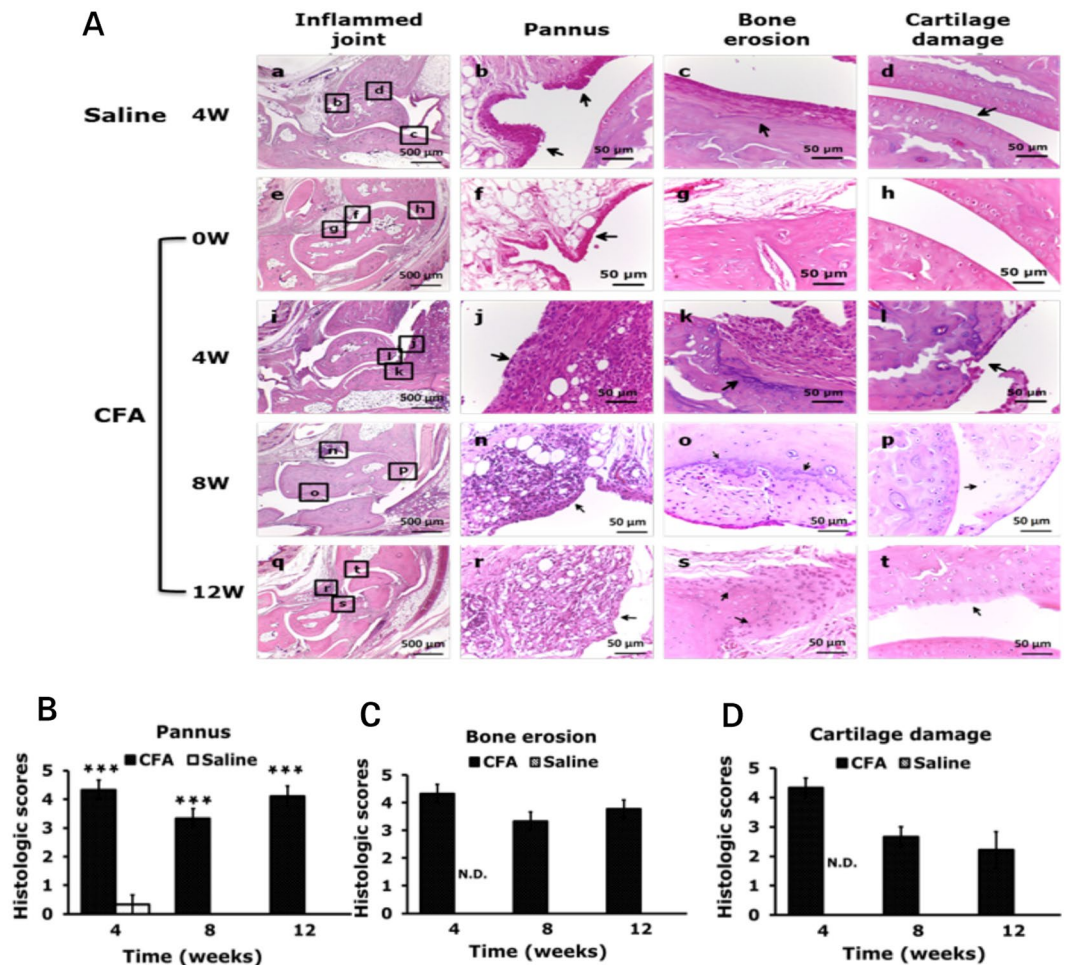 A
Inflammed joint
Pannus
Bone erosion
Cartilage damage
Saline 4W
a b d c 500 µm
b 50 µm
c 50 µm
d 50 µm
CFA
0W
e f h g 500 µm
f 50 µm
g 50 µm
h 50 µm
4W
i j l k 500 µm
j 50 µm
k 50 µm
l 50 µm
8W
n p o 500 µm
n 50 µm
o 50 µm
p 50 µm
12W
q t r s 500 µm
r 50 µm
s 50 µm
t 50 µm
B
Pannus
CFA Saline
*** *** ***
Histologic scores
5
4
3
2
1
0
4 8 12
Time (weeks)
C
Bone erosion
CFA Saline
Histologic scores
5
4
3
2
1
0
N.D.
4 8 12
Time (weeks)
D
Cartilage damage
CFA Saline
Histologic scores
5
4
3
2
1
0
N.D.
4 8 12
Time (weeks)